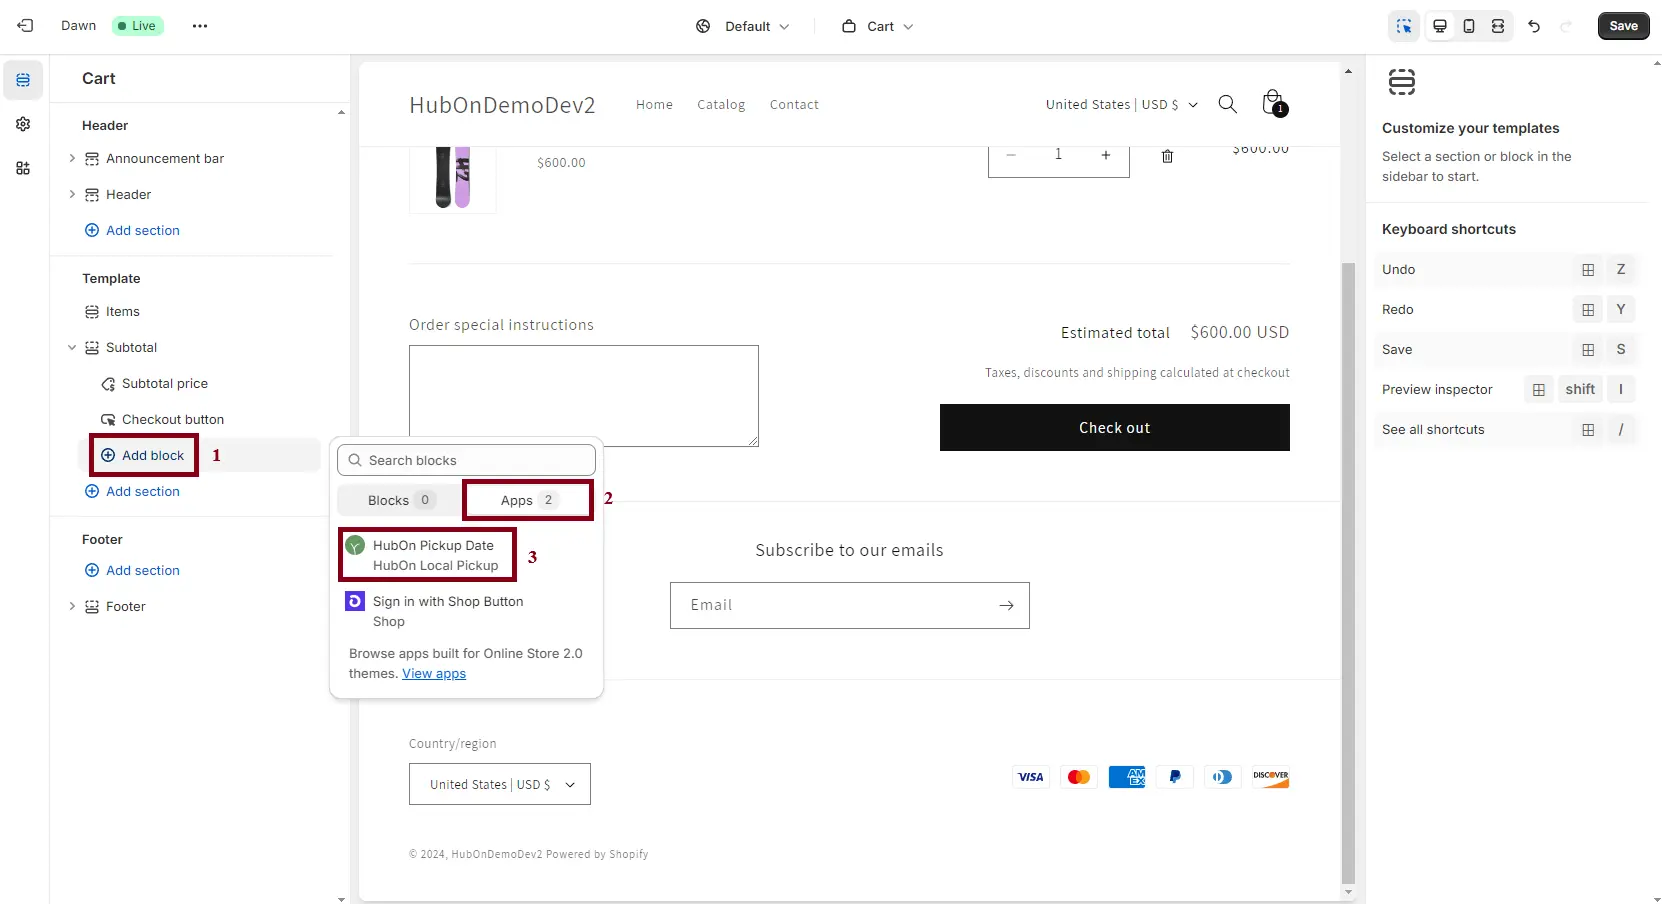 Dawn
Live
Default
Cart
Save
Cart
Header
Announcement bar
Header
Add section
Template
Items
Subtotal
Subtotal price
Checkout button
Add block
1
Add section
Footer
Add section
Footer
HubOnDemoDev2
Home
Catalog
Contact
United States | USD $
1
$600.00
1
$600.00
Order special instructions
Estimated total $600.00 USD
Taxes, discounts and shipping calculated at checkout
Check out
Search blocks
Blocks 0
Apps 2
2
HubOn Pickup Date
HubOn Local Pickup
3
Sign in with Shop Button
Shop
Browse apps built for Online Store 2.0
themes. View apps
Subscribe to our emails
Email
Country/region
United States | USD $
VISA
AMEX
DISCOVER
© 2024, HubOnDemoDev2 Powered by Shopify
Customize your templates
Select a section or block in the
sidebar to start.
Keyboard shortcuts
Undo Z
Redo Y
Save S
Preview inspector shift I
See all shortcuts /